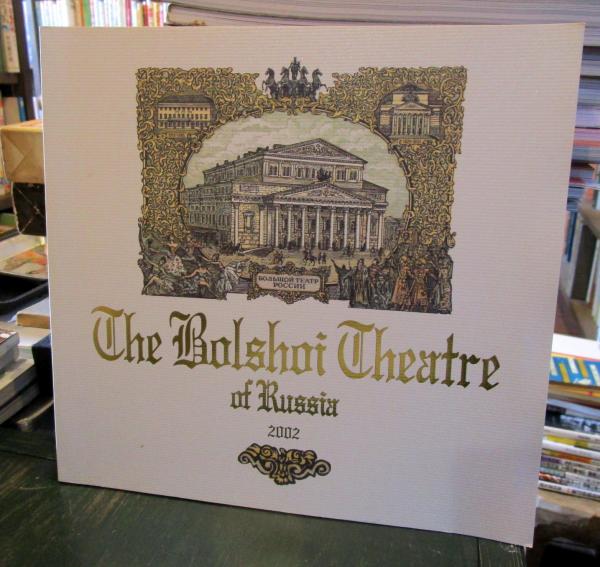 БОЛЬШОЙ ТЕАТР
РОССИИ
The Bolshoi Theatre
of Russia
2002